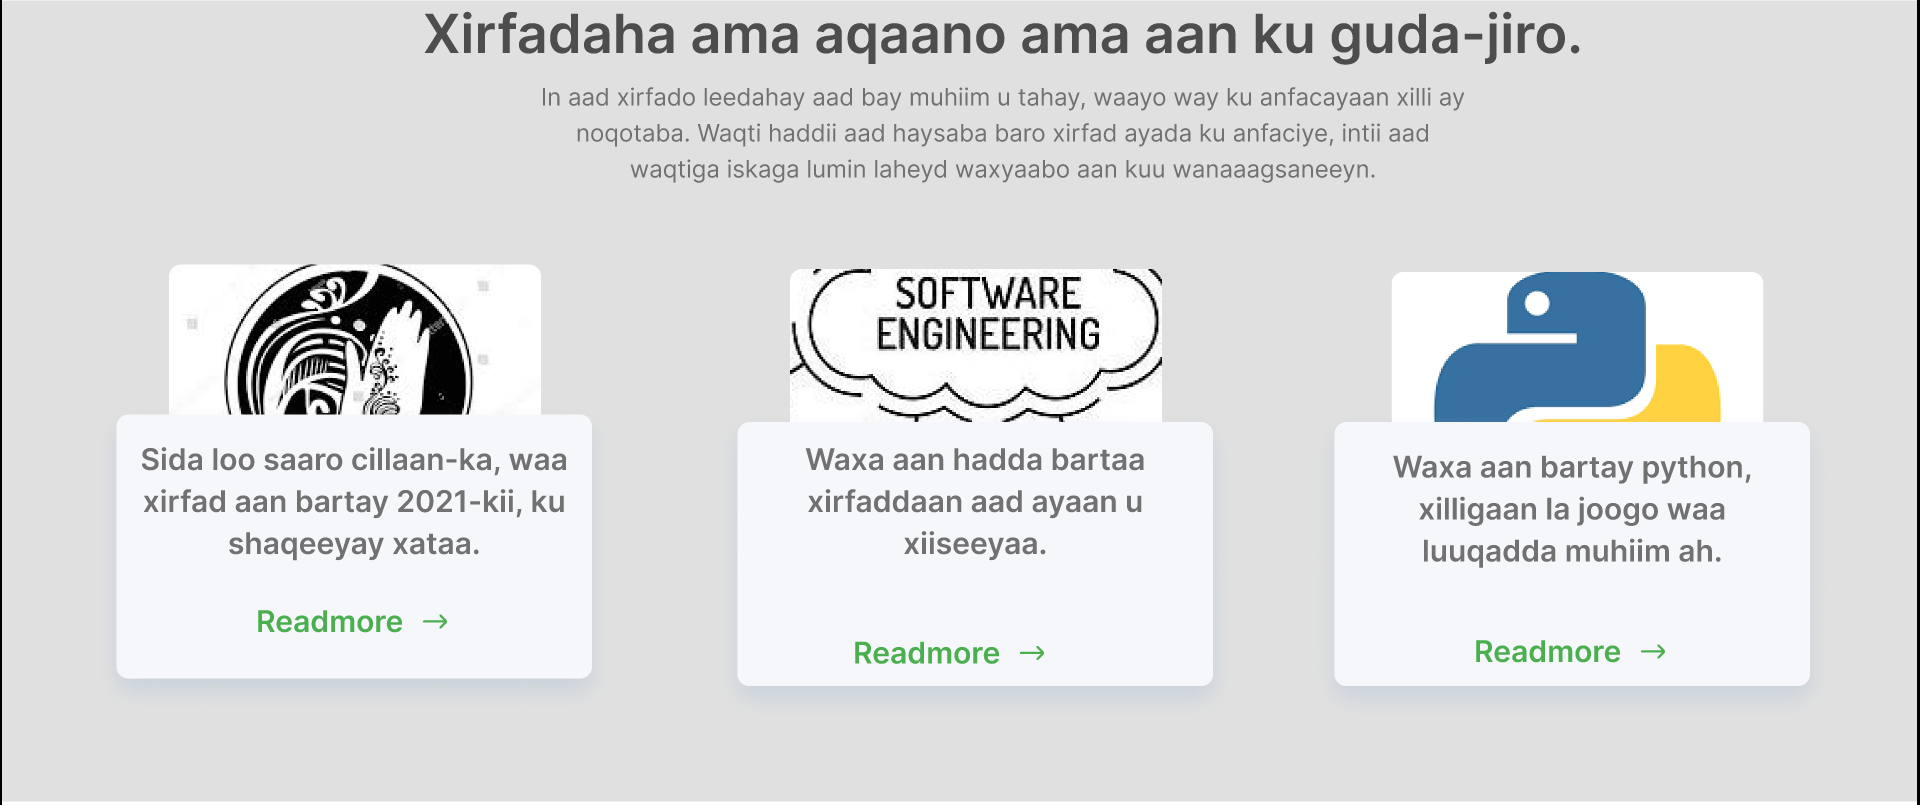 Xirfadaha ama aqaano ama aan ku guda-jiro.
In aad xirfado leedahay aad bay muhiim u tahay, waayo way ku anfacayaan xilli ay
noqotaba. Waqti haddii aad haysaba baro xirfad ayada ku anfaciye, intii aad
waqtiga iskaga lumin laheyd waxyaabo aan kuu wanaaagsaneeyn.
SOFTWARE
ENGINEERING
Sida loo saaro cillaan-ka, waa
xirfad aan bartay 2021-kii, ku
shaqeeyay xataa.
Readmore →
Waxa aan hadda bartaa
xirfaddaan aad ayaan u
xiiseeyaa.
Readmore →
Waxa aan bartay python,
xilligaan la joogo waa
luuqadda muhiim ah.
Readmore →